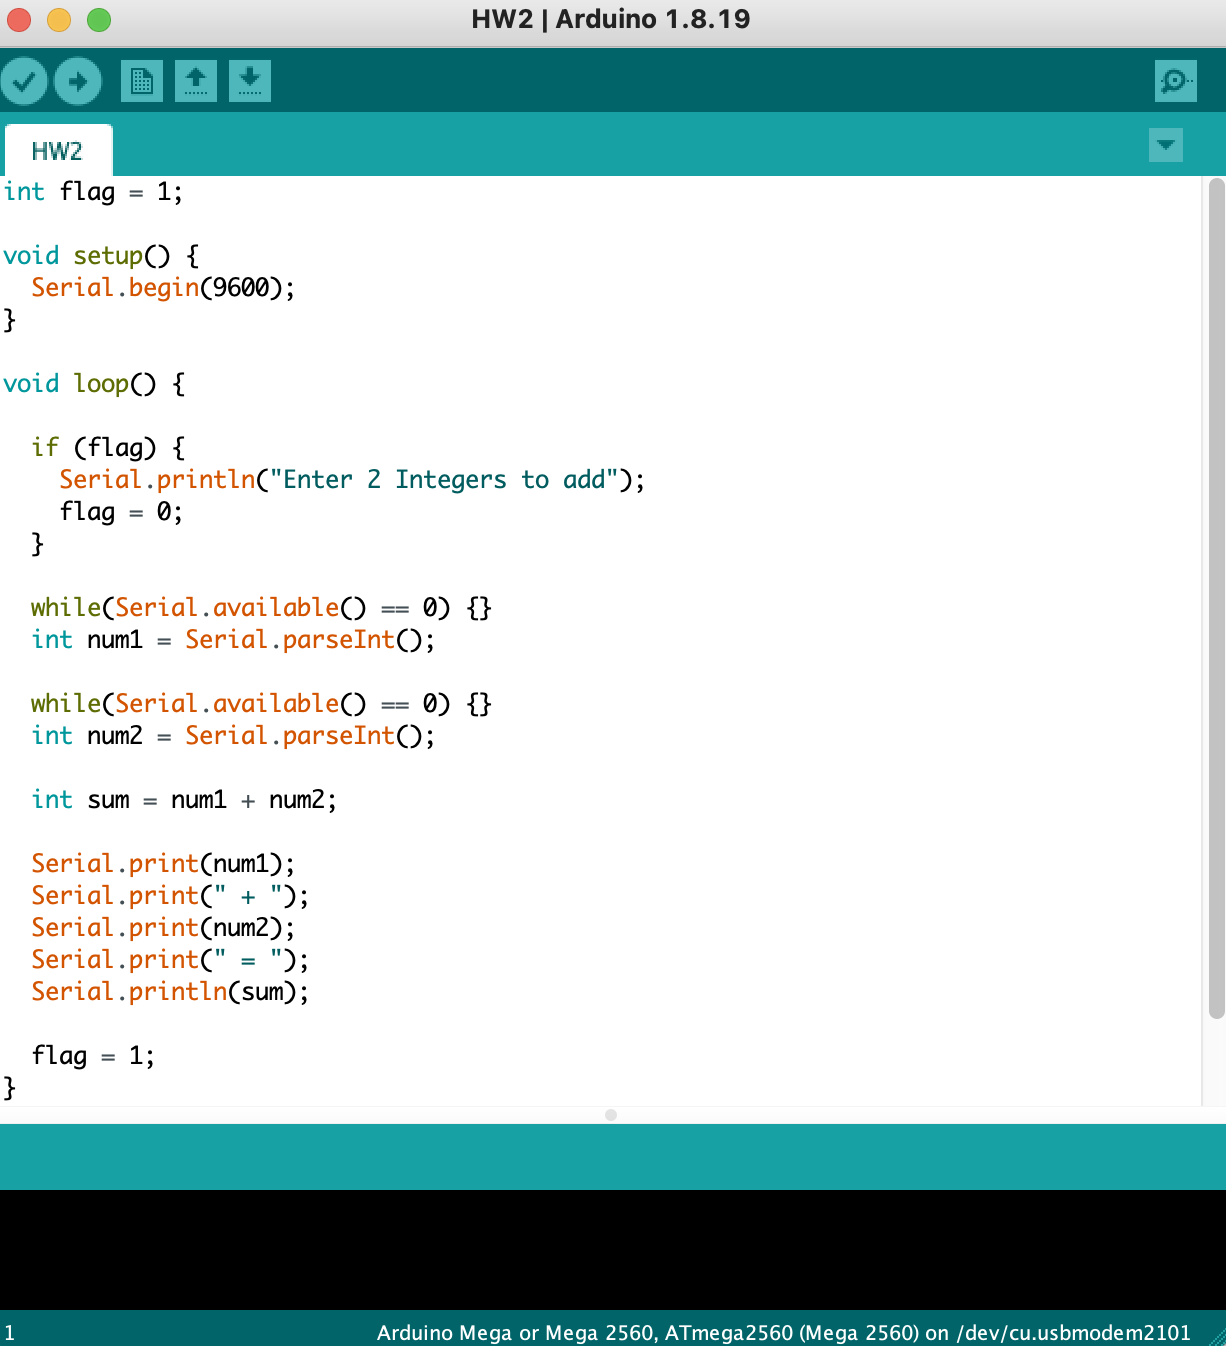 HW2 | Arduino 1.8.19
HW2
int flag = 1;
void setup() {
  Serial.begin(9600);
}
void loop() {
  if (flag) {
    Serial.println("Enter 2 Integers to add");
    flag = 0;
  }
  while(Serial.available() == 0) {}
  int num1 = Serial.parseInt();
  while(Serial.available() == 0) {}
  int num2 = Serial.parseInt();
  int sum = num1 + num2;
  Serial.print(num1);
  Serial.print(" + ");
  Serial.print(num2);
  Serial.print(" = ");
  Serial.println(sum);
  flag = 1;
}
1 Arduino Mega or Mega 2560, ATmega2560 (Mega 2560) on /dev/cu.usbmodem2101